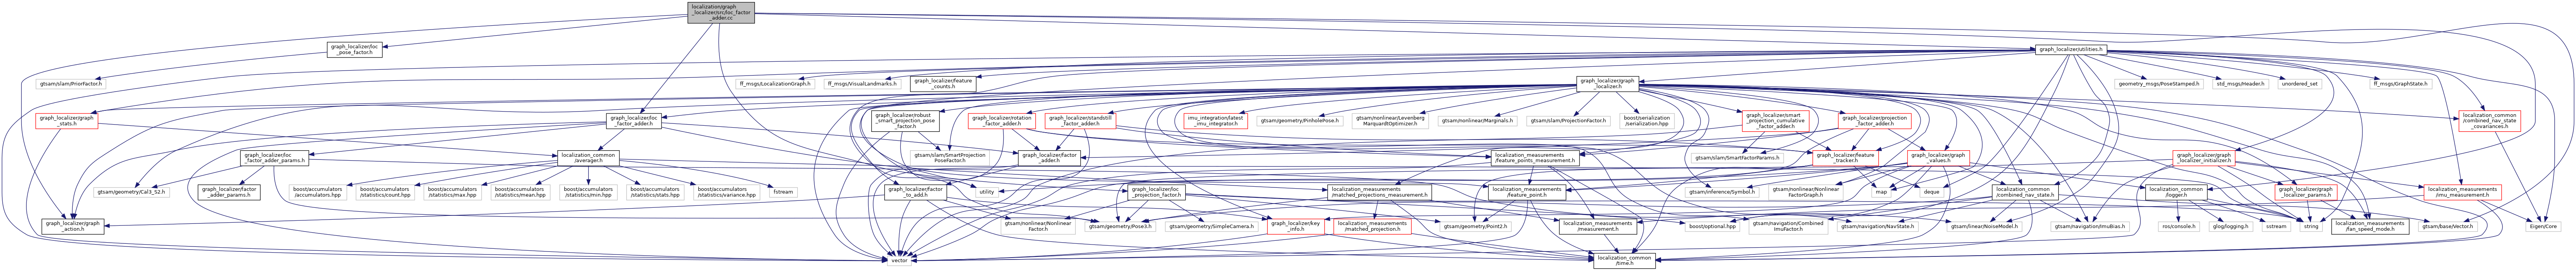 localization/graph
_localizer/src/loc_factor
_adder.cc
graph_localizer/loc
_pose_factor.h
graph_localizer/utilities.h
gtsam/slam/PriorFactor.h
ff_msgs/LocalizationGraph.h
ff_msgs/VisualLandmarks.h
graph_localizer/feature
_counts.h
graph_localizer/graph
_localizer.h
geometry_msgs/PoseStamped.h
std_msgs/Header.h
unordered_set
ff_msgs/GraphState.h
graph_localizer/graph
_stats.h
graph_localizer/loc
_factor_adder.h
graph_localizer/robust
_smart_projection_pose
_factor.h
graph_localizer/rotation
_factor_adder.h
graph_localizer/standstill
_factor_adder.h
imu_integration/latest
_imu_integrator.h
gtsam/geometry/PinholePose.h
gtsam/nonlinear/Levenberg
MarquardtOptimizer.h
gtsam/nonlinear/Marginals.h
gtsam/slam/ProjectionFactor.h
boost/serialization
/serialization.hpp
graph_localizer/smart
_projection_cumulative
_factor_adder.h
graph_localizer/projection
_factor_adder.h
localization_common
/combined_nav_state
_covariances.h
graph_localizer/loc
_factor_adder_params.h
localization_common
/averager.h
gtsam/slam/SmartProjection
PoseFactor.h
graph_localizer/factor
_adder.h
localization_measurements
/feature_points_measurement.h
gtsam/slam/SmartFactorParams.h
graph_localizer/feature
_tracker.h
graph_localizer/graph
_values.h
graph_localizer/graph
_localizer_initializer.h
gtsam/geometry/Cal3_S2.h
graph_localizer/factor
_adder_params.h
boost/accumulators
/accumulators.hpp
boost/accumulators
/statistics/count.hpp
boost/accumulators
/statistics/max.hpp
boost/accumulators
/statistics/mean.hpp
boost/accumulators
/statistics/min.hpp
boost/accumulators
/statistics/stats.hpp
boost/accumulators
/statistics/variance.hpp
fstream
graph_localizer/factor
_to_add.h
utility
graph_localizer/loc
_projection_factor.h
localization_measurements
/matched_projections_measurement.h
localization_measurements
/feature_point.h
gtsam/inference/Symbol.h
gtsam/nonlinear/Nonlinear
FactorGraph.h
map
deque
localization_common
/combined_nav_state.h
localization_common
/logger.h
graph_localizer/graph
_localizer_params.h
localization_measurements
/imu_measurement.h
graph_localizer/graph
_action.h
gtsam/nonlinear/Nonlinear
Factor.h
gtsam/geometry/Pose3.h
gtsam/geometry/SimpleCamera.h
graph_localizer/key
_info.h
localization_measurements
/matched_projection.h
gtsam/geometry/Point2.h
localization_measurements
/measurement.h
boost/optional.hpp
gtsam/navigation/Combined
ImuFactor.h
gtsam/navigation/NavState.h
gtsam/linear/NoiseModel.h
gtsam/navigation/ImuBias.h
ros/console.h
glog/logging.h
sstream
string
localization_measurements
/fan_speed_mode.h
gtsam/base/Vector.h
Eigen/Core
vector
localization_common
/time.h